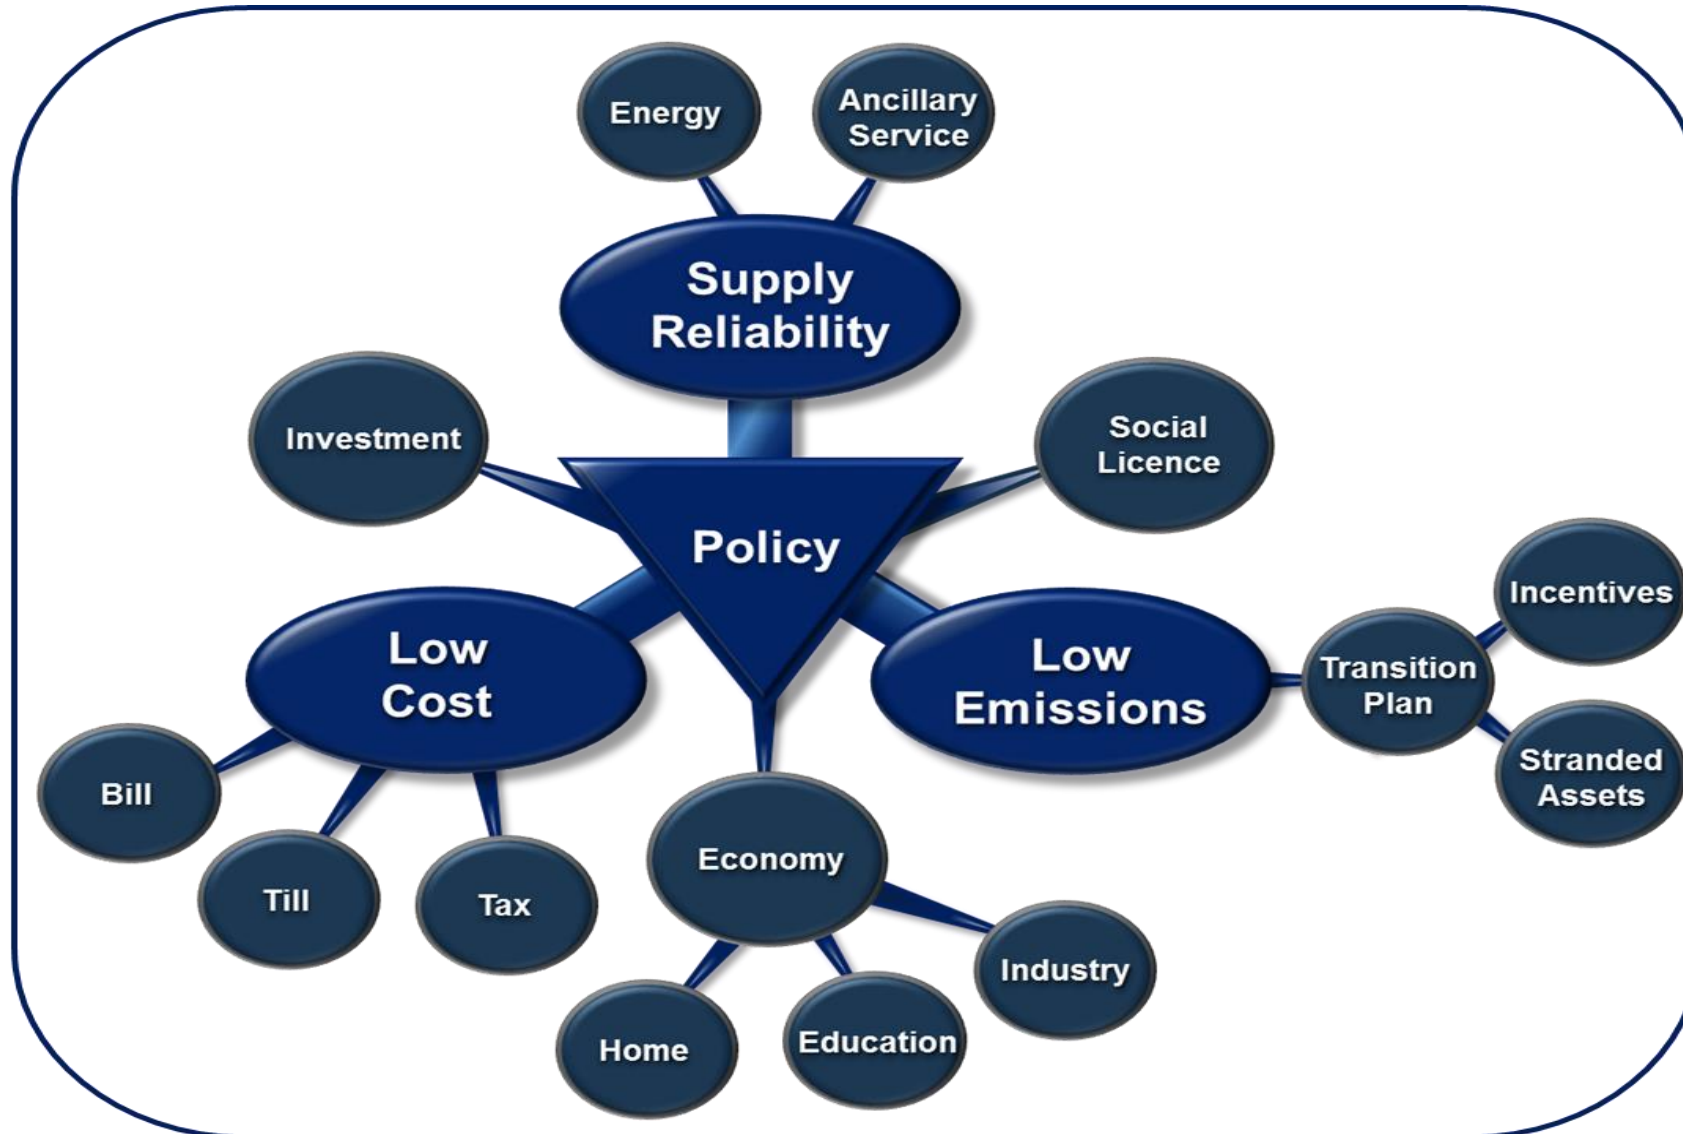 Energy
Ancillary
Service
Supply
Reliability
Investment
Social
Licence
Policy
Incentives
Low
Cost
Low
Emissions
Transition
Plan
Stranded
Assets
Bill
Till
Tax
Economy
Industry
Home
Education